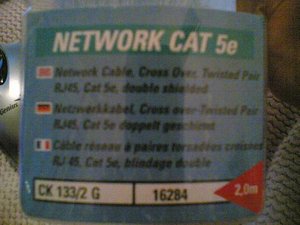 NETWORK CAT 5e
Network Cable, Cross Over, Twisted Pair
RJ45, Cat 5e, double shielded
Netzwerkkabel, Cross over Twisted Pair
RJ45, Cat 5e doppelt geschirmt
Câble réseau à paires torsadées croisées
RJ 45, Cat 5e, blindage double
CK 133/2 G 16284 2,0m
Genius